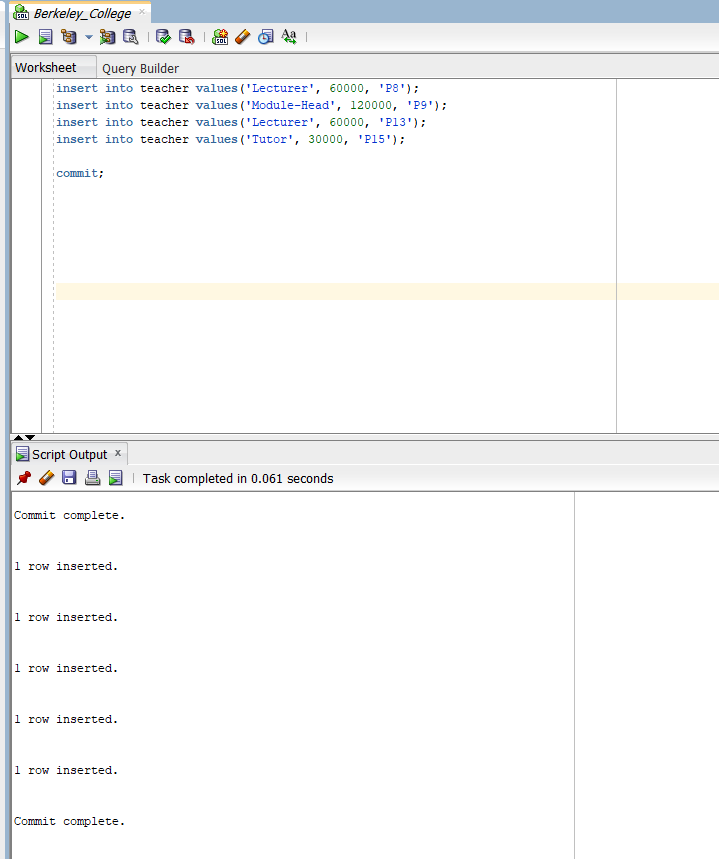 Berkeley_College
Worksheet Query Builder
insert into teacher values('Lecturer', 60000, 'P8');
insert into teacher values('Module-Head', 120000, 'P9');
insert into teacher values('Lecturer', 60000, 'P13');
insert into teacher values('Tutor', 30000, 'P15');
commit;
Script Output x
Task completed in 0.061 seconds
Commit complete.
1 row inserted.
1 row inserted.
1 row inserted.
1 row inserted.
1 row inserted.
Commit complete.